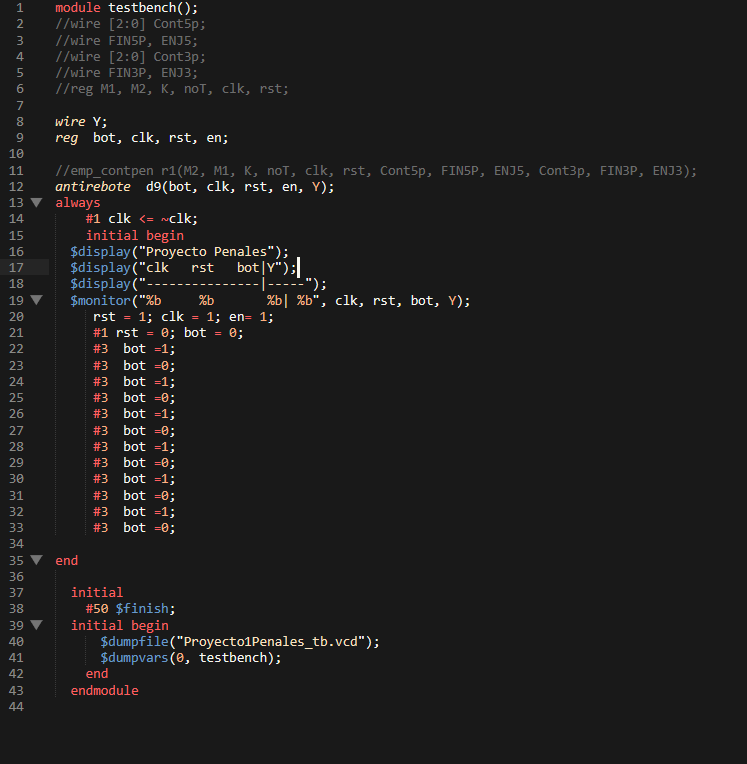 1 module testbench();
2 //wire [2:0] Cont5p;
3 //wire FIN5P, ENJ5;
4 //wire [2:0] Cont3p;
5 //wire FIN3P, ENJ3;
6 //reg M1, M2, K, noT, clk, rst;
7
8 wire Y;
9 reg  bot, clk, rst, en;
10
11 //emp_contpen r1(M2, M1, K, noT, clk, rst, Cont5p, FIN5P, ENJ5, Cont3p, FIN3P, ENJ3);
12 antirebote  d9(bot, clk, rst, en, Y);
13 always
14     #1 clk <= ~clk;
15     initial begin
16   $display("Proyecto Penales");
17   $display("clk   rst   bot|Y");
18   $display("---------------|-----");
19   $monitor("%b     %b       %b| %b", clk, rst, bot, Y);
20      rst = 1; clk = 1; en= 1;
21      #1 rst = 0; bot = 0;
22      #3  bot =1;
23      #3  bot =0;
24      #3  bot =1;
25      #3  bot =0;
26      #3  bot =1;
27      #3  bot =0;
28      #3  bot =1;
29      #3  bot =0;
30      #3  bot =1;
31      #3  bot =0;
32      #3  bot =1;
33      #3  bot =0;
34
35 end
36
37   initial
38     #50 $finish;
39   initial begin
40       $dumpfile("Proyecto1Penales_tb.vcd");
41       $dumpvars(0, testbench);
42     end
43   endmodule
44